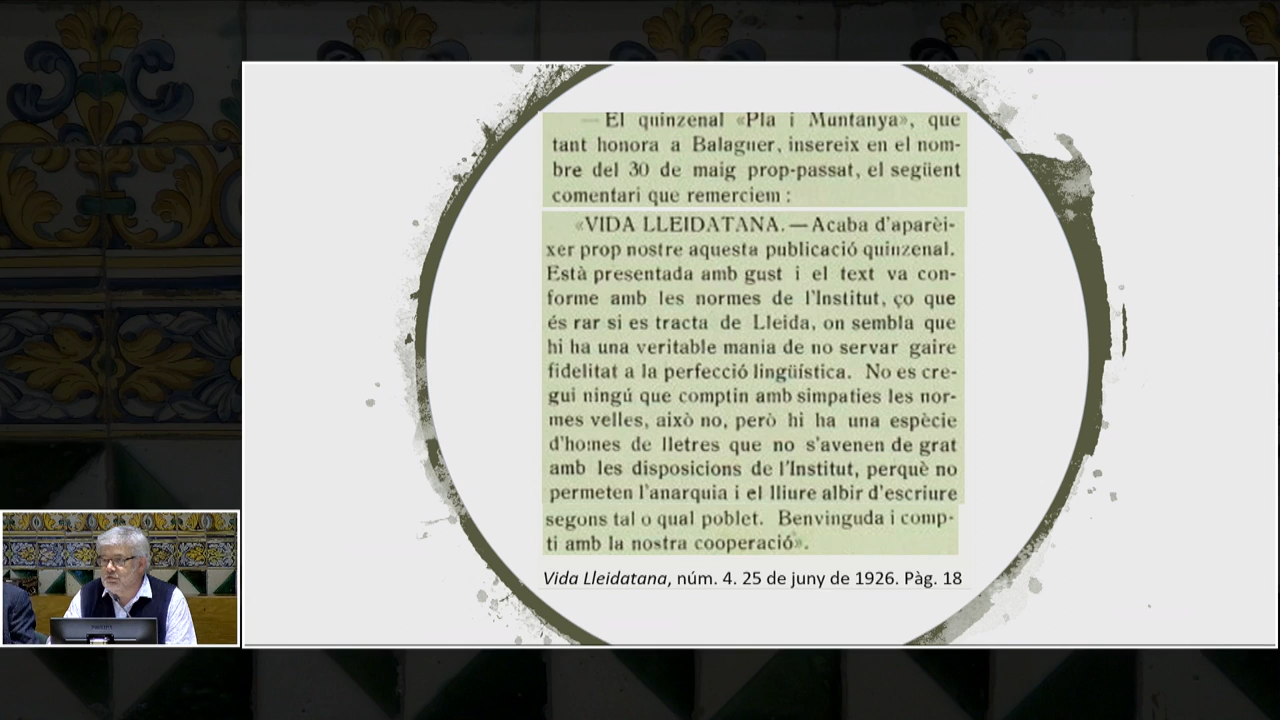 — El quinzenal «Pla i Muntanya», que
tant honora a Balaguer, insereix en el nom-
bre del 30 de maig prop-passat, el següent
comentari que remerciem :
«VIDA LLEIDATANA. — Acaba d'aparèi-
xer prop nostre aquesta publicació quinzenal.
Està presentada amb gust i el text va con-
forme amb les normes de l'Institut, ço que
és rar si es tracta de Lleida, on sembla que
hi ha una veritable mania de no servar gaire
fidelitat a la perfecció lingüística. No es cre-
gui ningú que comptin amb simpaties les nor-
mes velles, això no, però hi ha una espècie
d'homes de lletres que no s'avenen de grat
amb les disposicions de l'Institut, perquè no
permeten l'anarquia i el lliure albir d'escriure
segons tal o qual poblet. Benvinguda i comp-
ti amb la nostra cooperació».
Vida Lleidatana, núm. 4. 25 de juny de 1926. Pàg. 18
PHILIPS